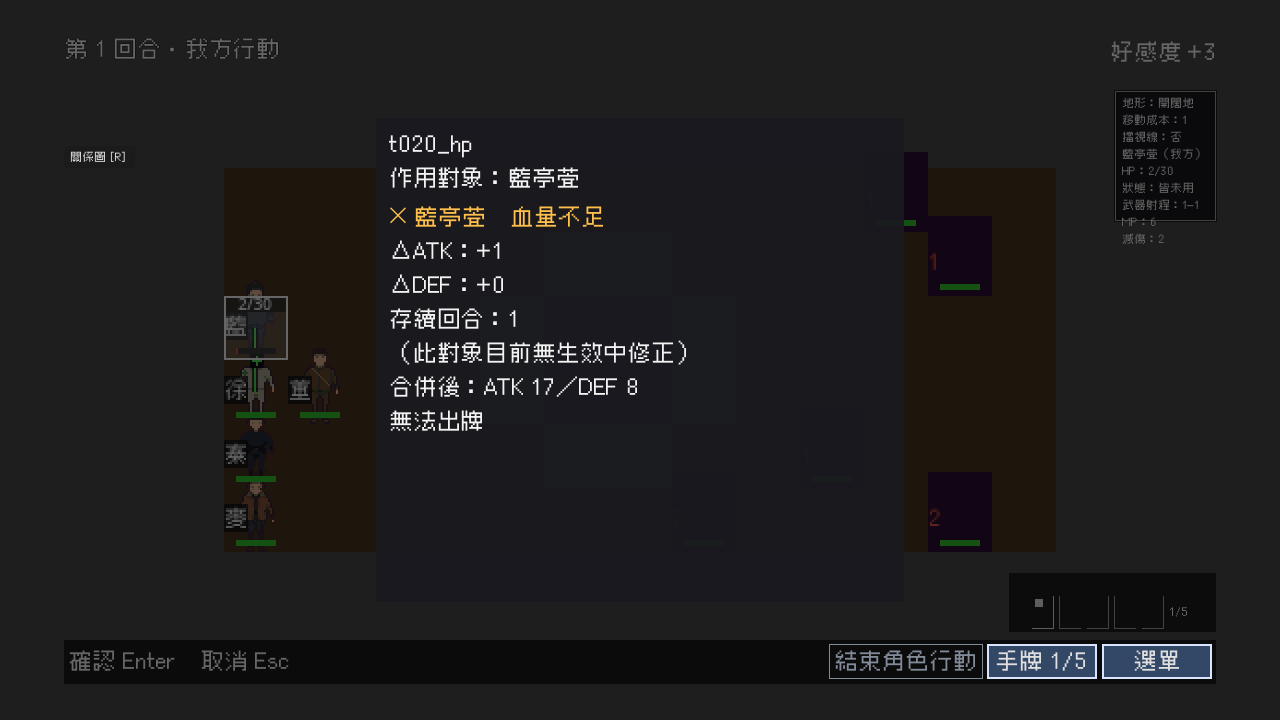 第 1 回合・我方行動
好感度 +3
地形：開闊地
移動成本：1
擋視線：否
藍亭萱（我方）
HP：2/30
狀態：皆未用
武器射程：1–1
MP：6
減傷：2
關係圖 [R]
t020_hp
作用對象：藍亭萱
× 藍亭萱　血量不足
△ATK：+1
△DEF：+0
存續回合：1
（此對象目前無生效中修正）
合併後：ATK 17／DEF 8
無法出牌
2/30
藍
徐
董
秦
麥
1
2
1/5
確認 Enter
取消 Esc
結束角色行動
手牌 1/5
選單